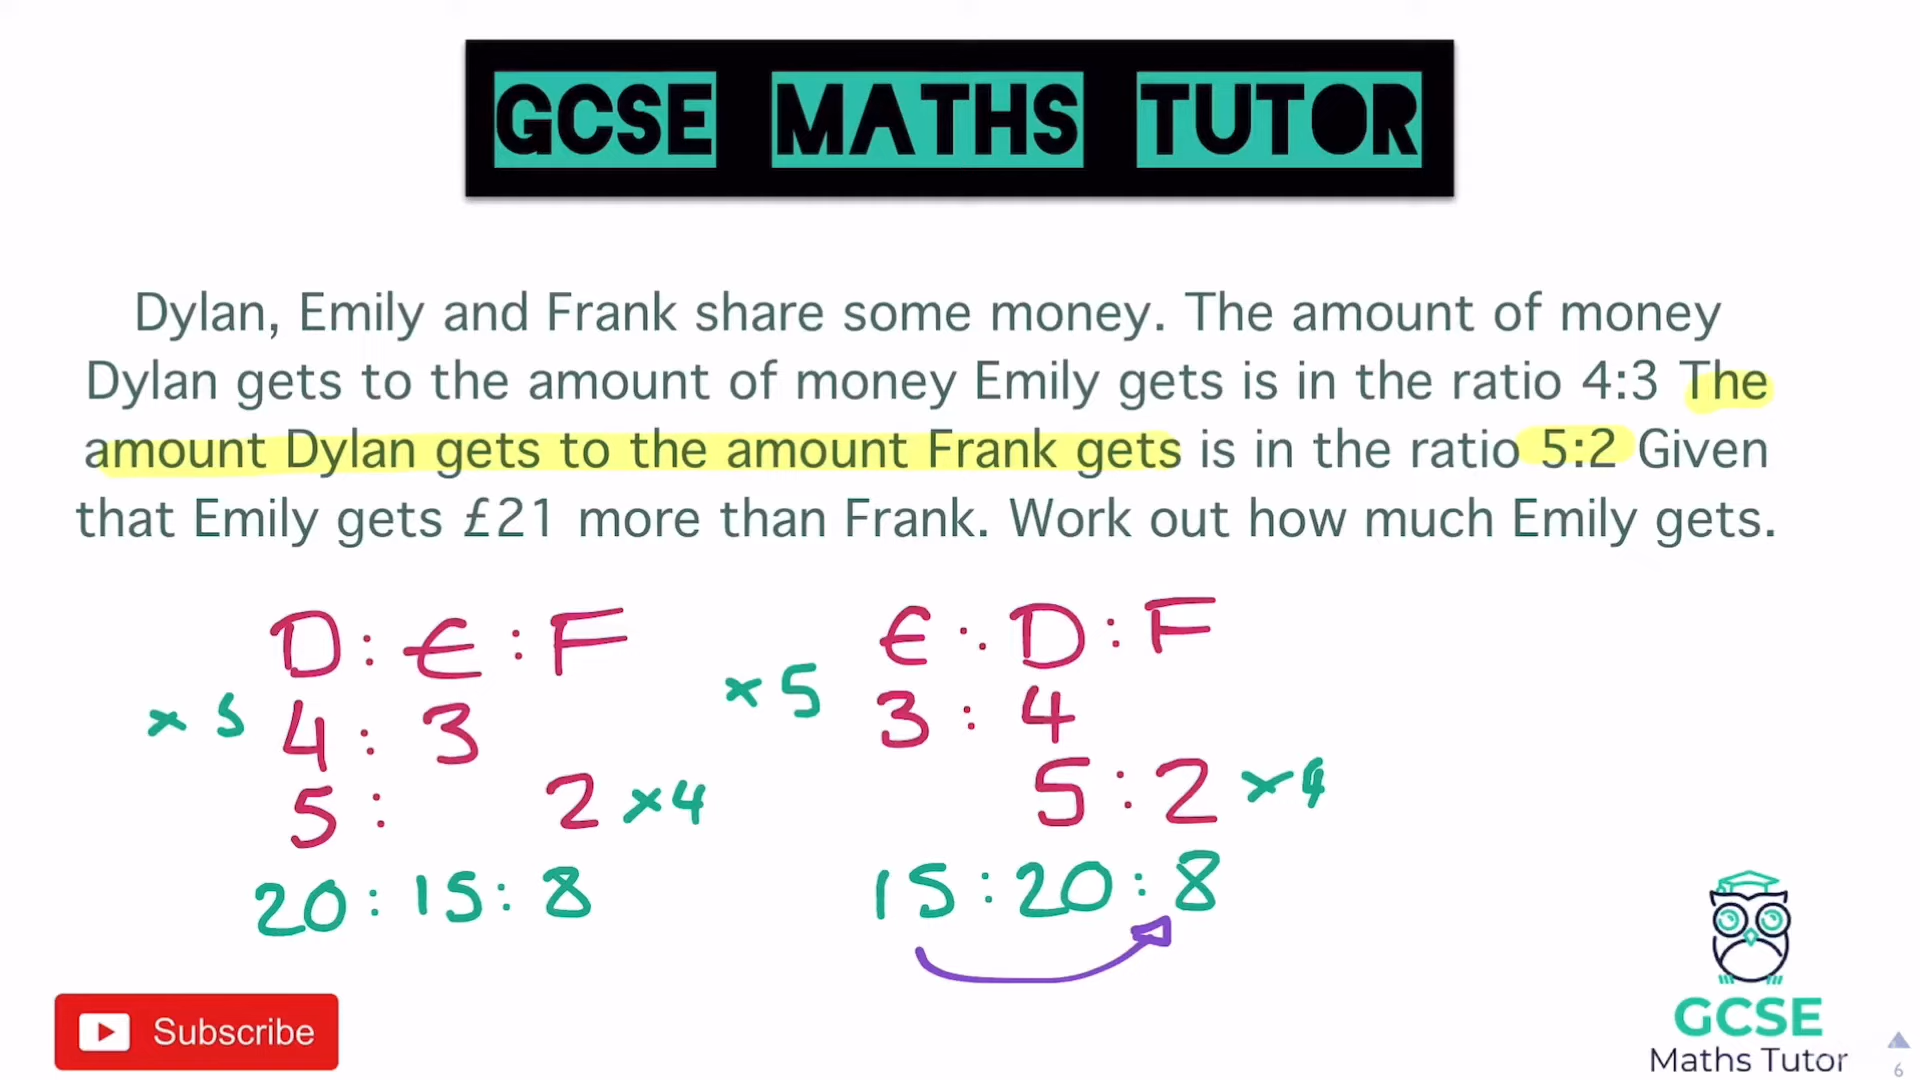 GCSE MATHS TUTOR
Dylan, Emily and Frank share some money. The amount of money
Dylan gets to the amount of money Emily gets is in the ratio 4:3 The
amount Dylan gets to the amount Frank gets is in the ratio 5:2 Given
that Emily gets £21 more than Frank. Work out how much Emily gets.
D : E : F
× 5 4 : 3
5 : 2 ×4
20 : 15 : 8
E : D : F
× 5 3 : 4
5 : 2 ×4
15 : 20 : 8
Subscribe
GCSE
Maths Tutor
6